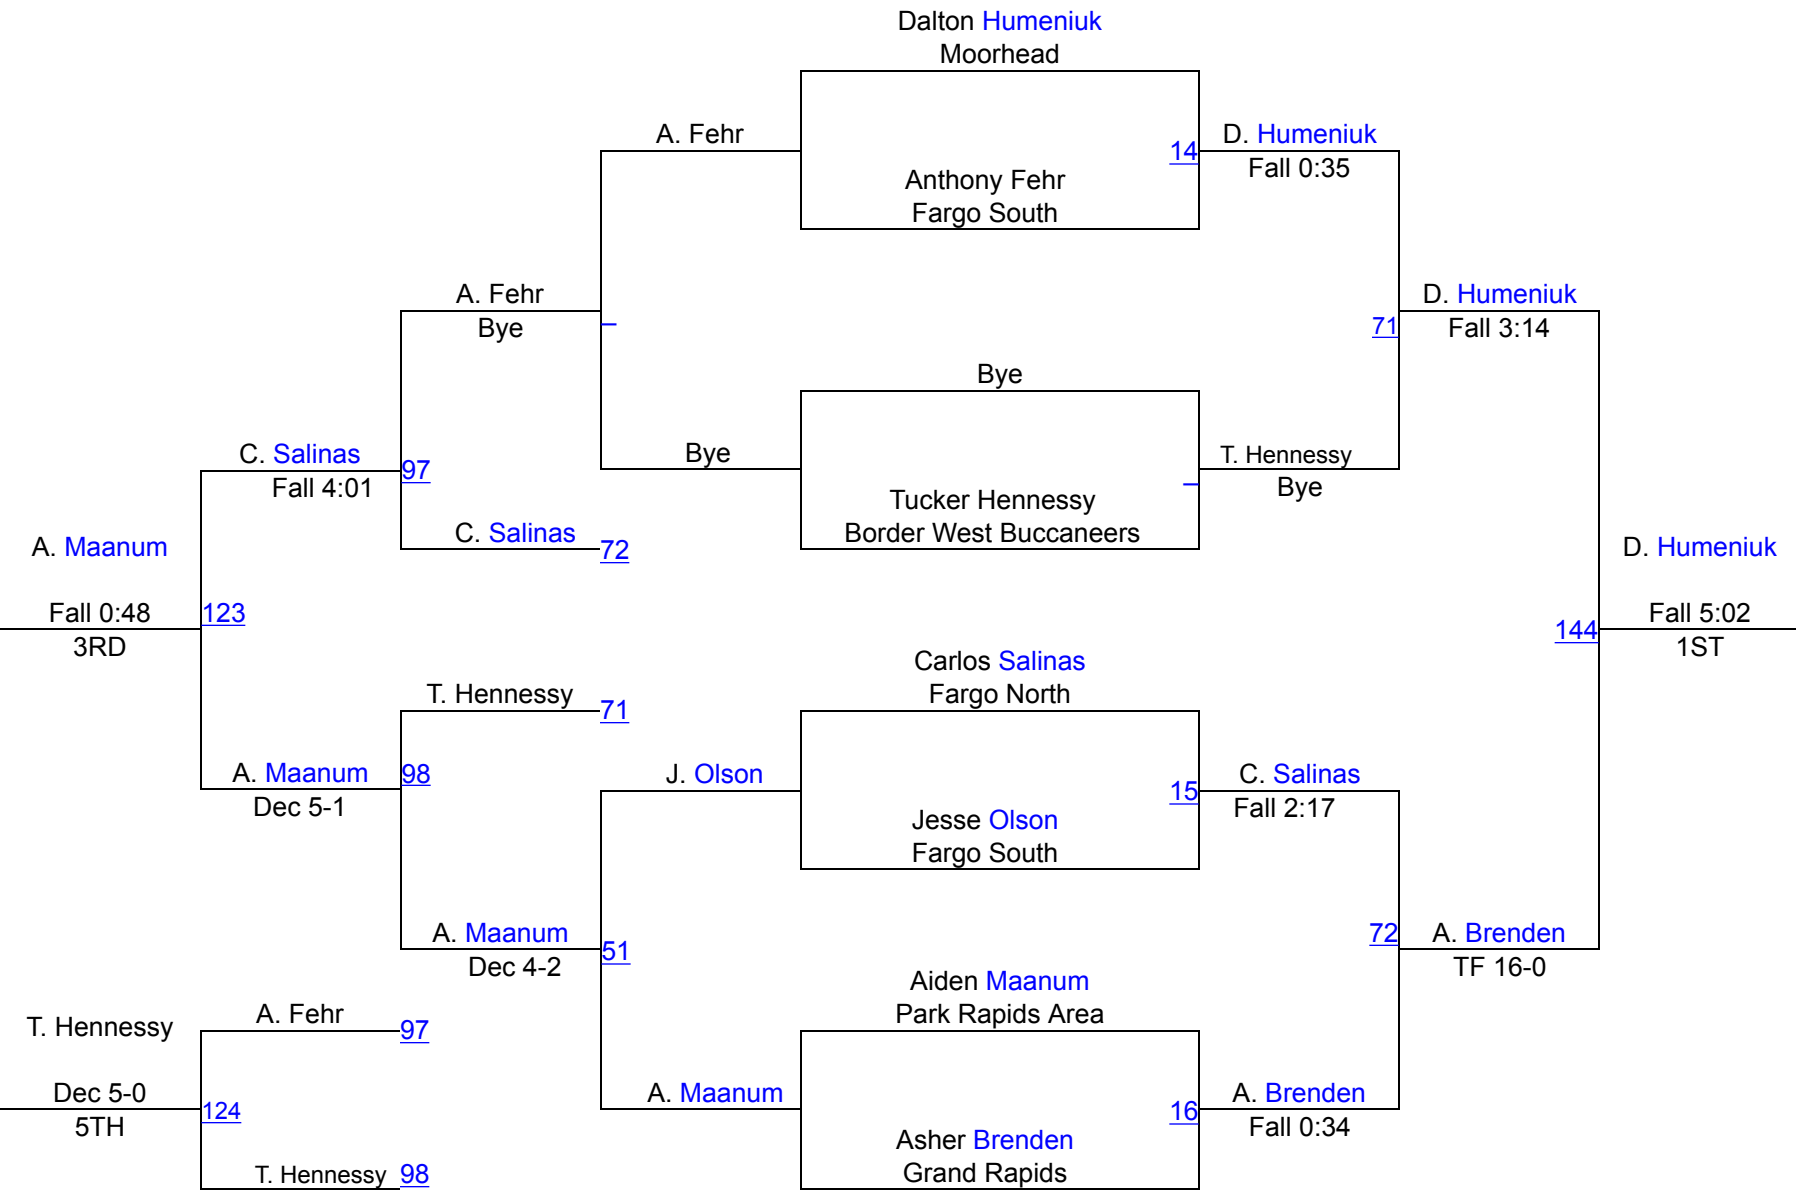 Dalton Humeniuk
Moorhead
A. Fehr
14
D. Humeniuk
Fall 0:35
Anthony Fehr
Fargo South
A. Fehr
Bye
–
71
D. Humeniuk
Fall 3:14
Bye
C. Salinas
Fall 4:01
97
Bye
T. Hennessy
Bye
–
Tucker Hennessy
Border West Buccaneers
C. Salinas
72
A. Maanum
Fall 0:48
3RD
123
D. Humeniuk
Fall 5:02
1ST
144
Carlos Salinas
Fargo North
T. Hennessy
71
A. Maanum
Dec 5-1
98
J. Olson
15
C. Salinas
Fall 2:17
Jesse Olson
Fargo South
A. Maanum
Dec 4-2
51
72
A. Brenden
TF 16-0
Aiden Maanum
Park Rapids Area
T. Hennessy
Dec 5-0
5TH
A. Fehr
97
124
A. Maanum
16
A. Brenden
Fall 0:34
Asher Brenden
Grand Rapids
T. Hennessy
98